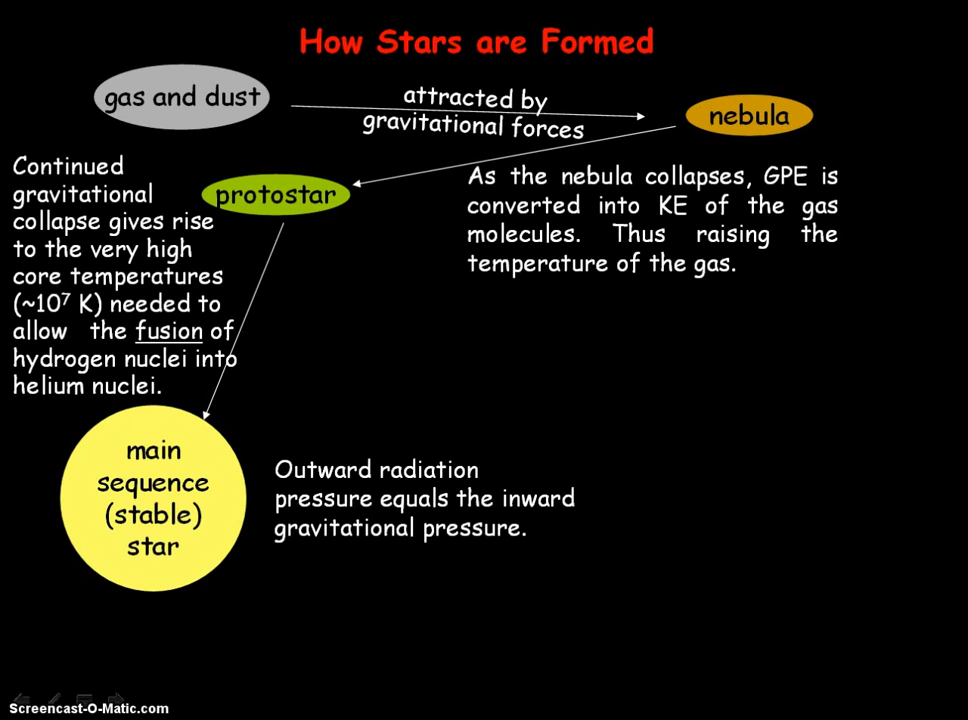 How Stars are Formed
gas and dust
attracted by
gravitational forces
nebula
Continued
gravitational
collapse gives rise
to the very high
core temperatures
(~10⁷ K) needed to
allow the fusion of
hydrogen nuclei into
helium nuclei.
protostar
As the nebula collapses, GPE is
converted into KE of the gas
molecules. Thus raising the
temperature of the gas.
main
sequence
(stable)
star
Outward radiation
pressure equals the inward
gravitational pressure.
Screencast-O-Matic.com